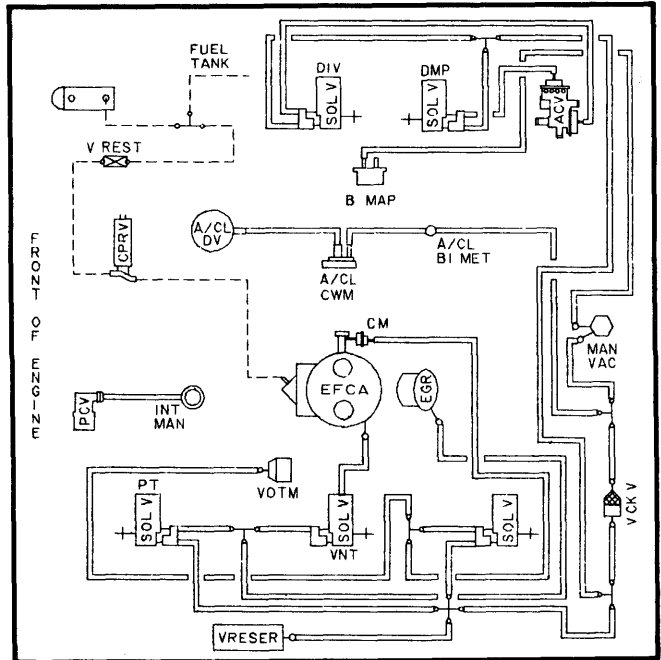 FUEL
TANK
DIV
DMP
SOL V
SOL V
ACV
V REST
B MAP
CPRV
A/CL
DV
A/CL
BI MET
A/CL
CWM
FRONT OF ENGINE
CM
MAN
VAC
EFCA
EGR
PCV
INT
MAN
VOTM
PT
SOL V
SOL V
VNT
SOL V
VCKV
VRESER